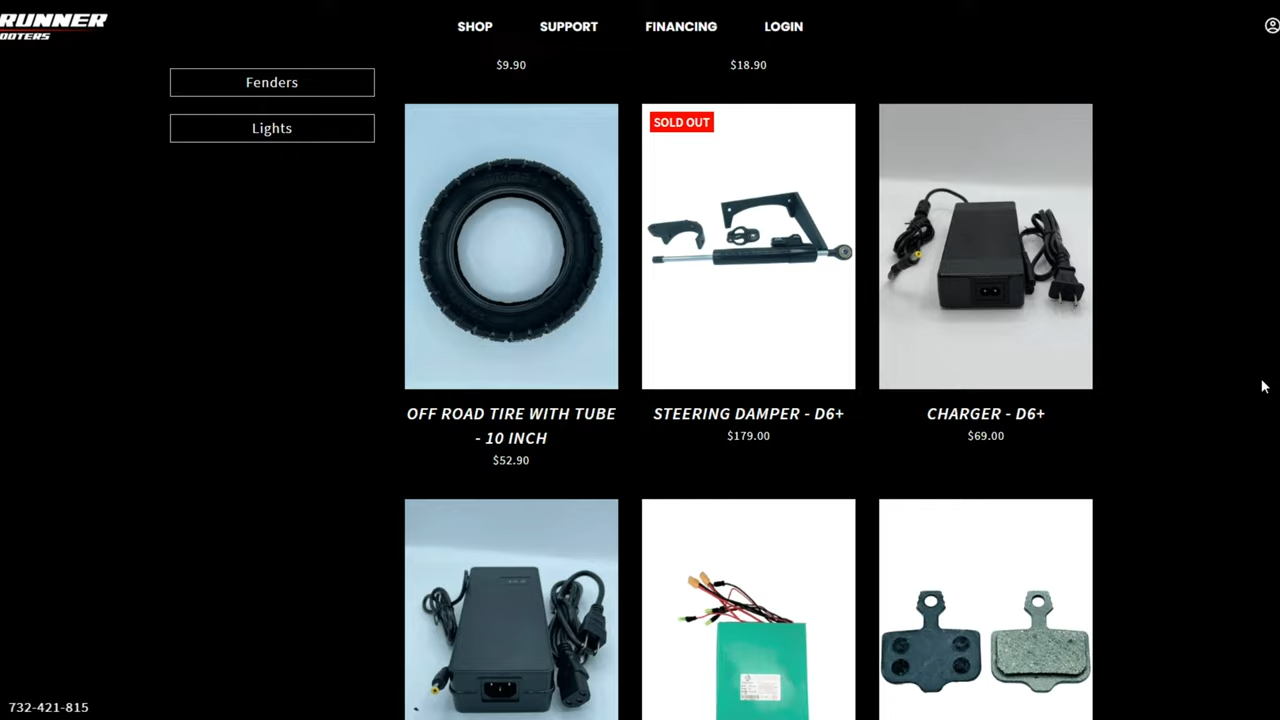 RUNNER
OOTERS
SHOP SUPPORT FINANCING LOGIN
$9.90 $18.90
Fenders
Lights
SOLD OUT
OFF ROAD TIRE WITH TUBE
- 10 INCH
$52.90
STEERING DAMPER - D6+
$179.00
CHARGER - D6+
$69.00
732-421-815